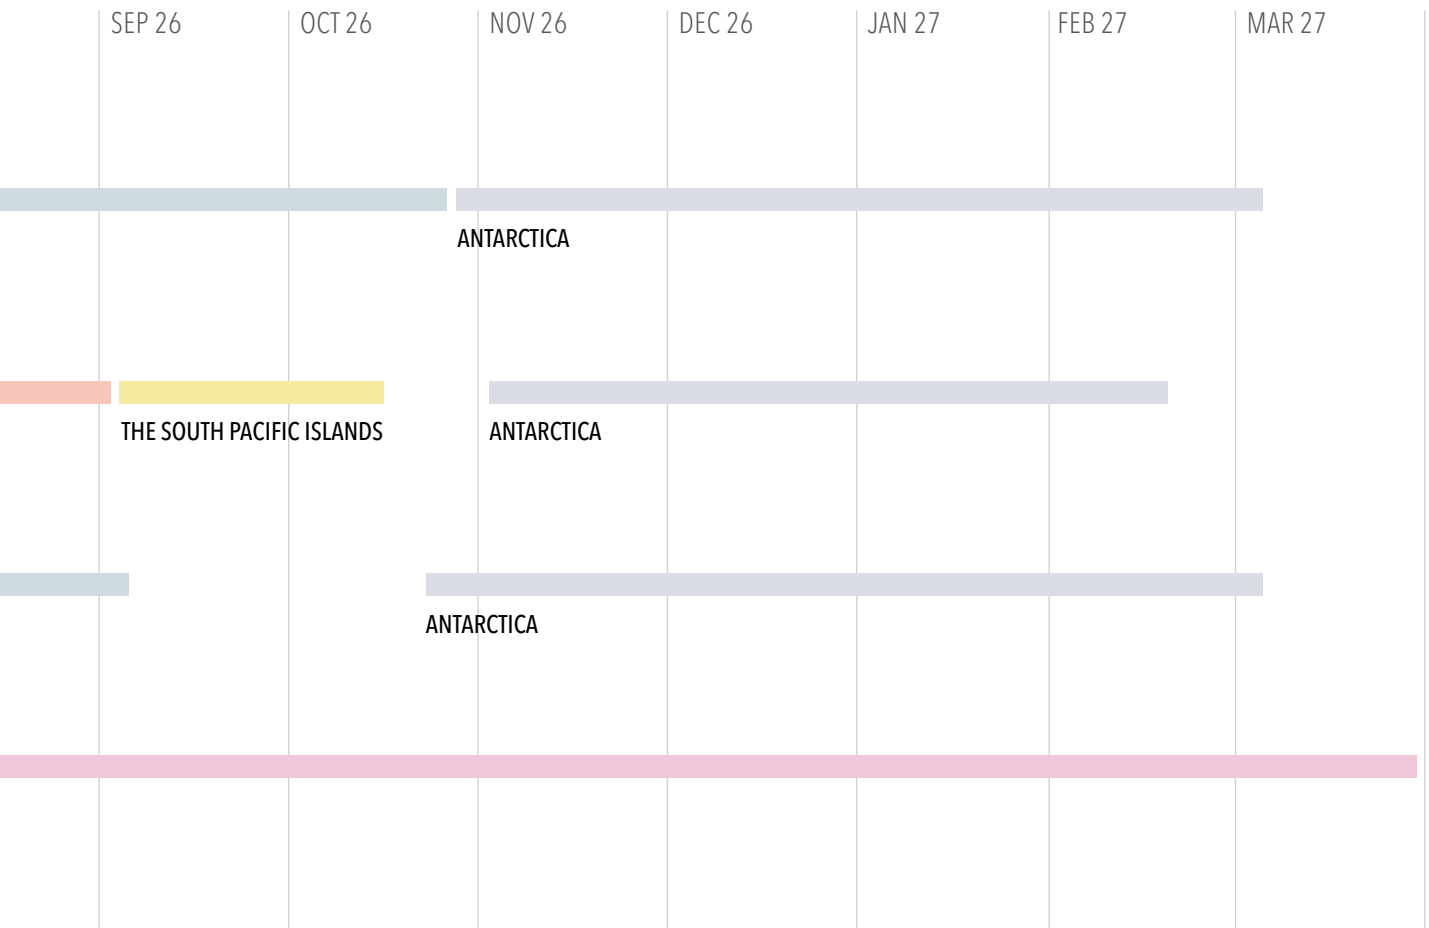 SEP 26 OCT 26 NOV 26 DEC 26 JAN 27 FEB 27 MAR 27
ANTARCTICA
THE SOUTH PACIFIC ISLANDS ANTARCTICA
ANTARCTICA